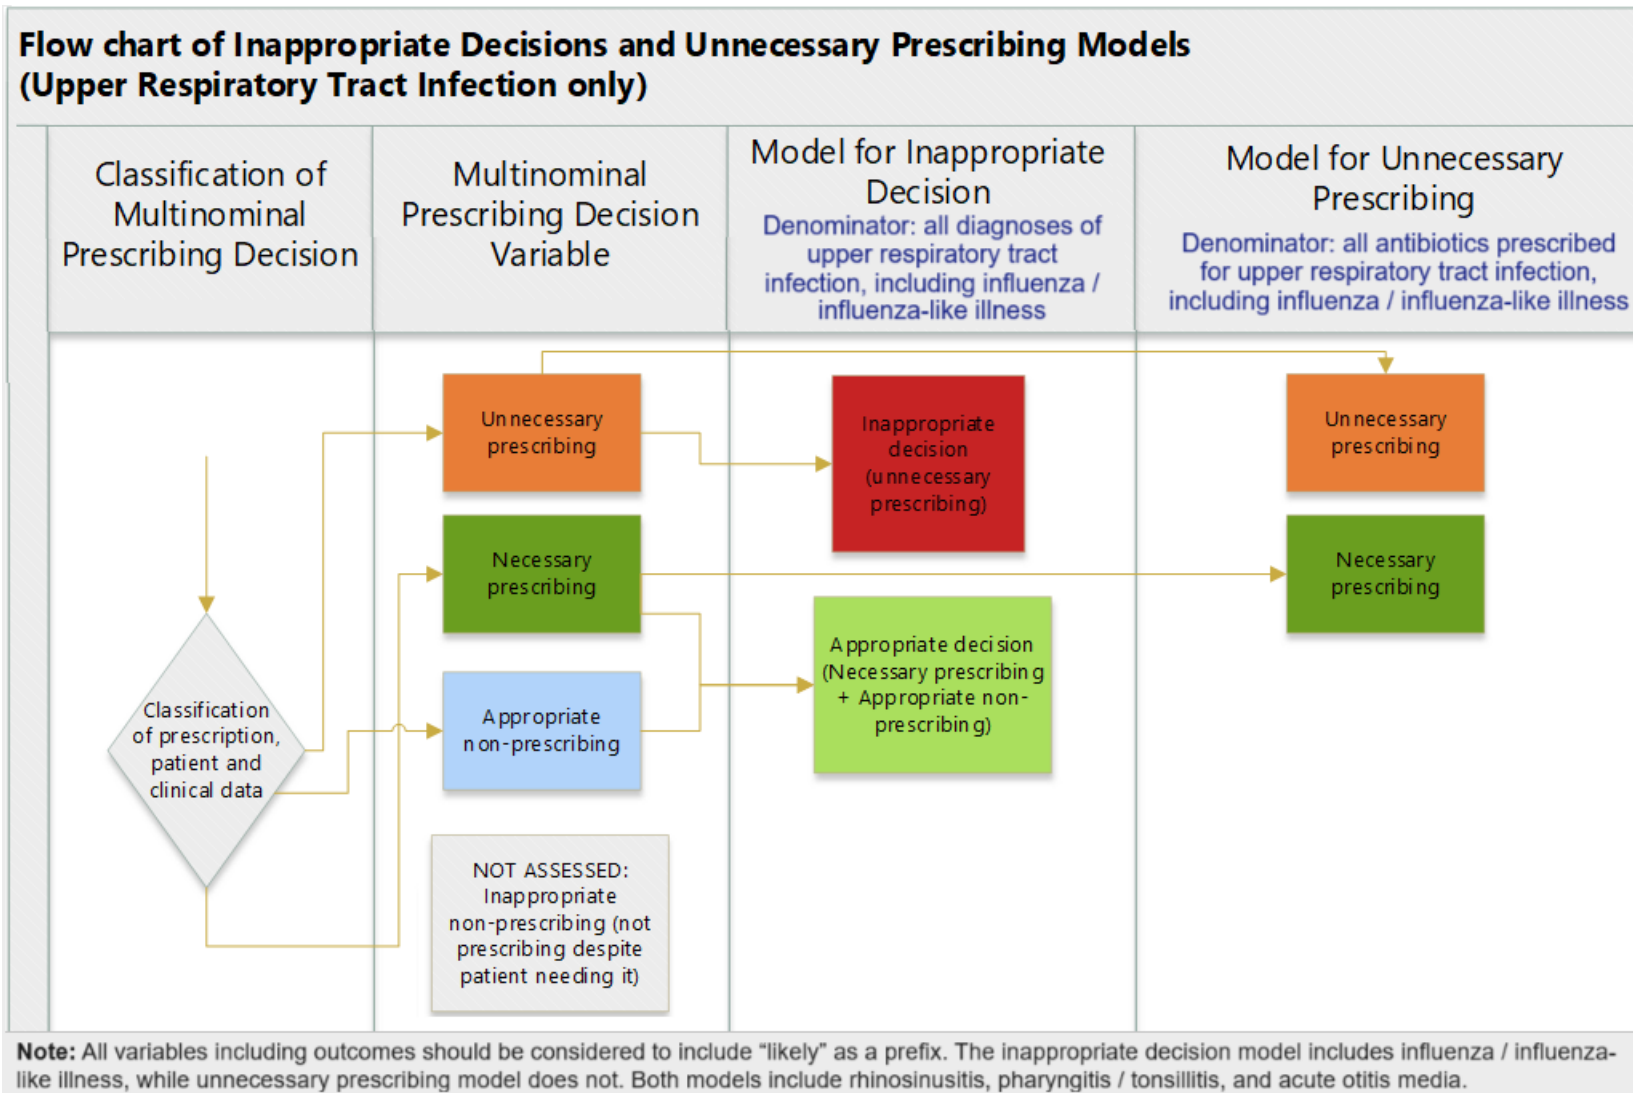 Flow chart of Inappropriate Decisions and Unnecessary Prescribing Models
(Upper Respiratory Tract Infection only)
Classification of
Multinominal
Prescribing Decision
Multinominal
Prescribing Decision
Variable
Model for Inappropriate
Decision
Denominator: all diagnoses of
upper respiratory tract
infection, including influenza /
influenza-like illness
Model for Unnecessary
Prescribing
Denominator: all antibiotics prescribed
for upper respiratory tract infection,
including influenza / influenza-like illness
Classification
of prescription,
patient and
clinical data
Unnecessary
prescribing
Necessary
prescribing
Appropriate
non-prescribing
NOT ASSESSED:
Inappropriate
non-prescribing (not
prescribing despite
patient needing it)
Inappropriate
decision
(unnecessary
prescribing)
Appropriate decision
(Necessary prescribing
+ Appropriate non-
prescribing)
Unnecessary
prescribing
Necessary
prescribing
Note: All variables including outcomes should be considered to include “likely” as a prefix. The inappropriate decision model includes influenza / influenza-
like illness, while unnecessary prescribing model does not. Both models include rhinosinusitis, pharyngitis / tonsillitis, and acute otitis media.